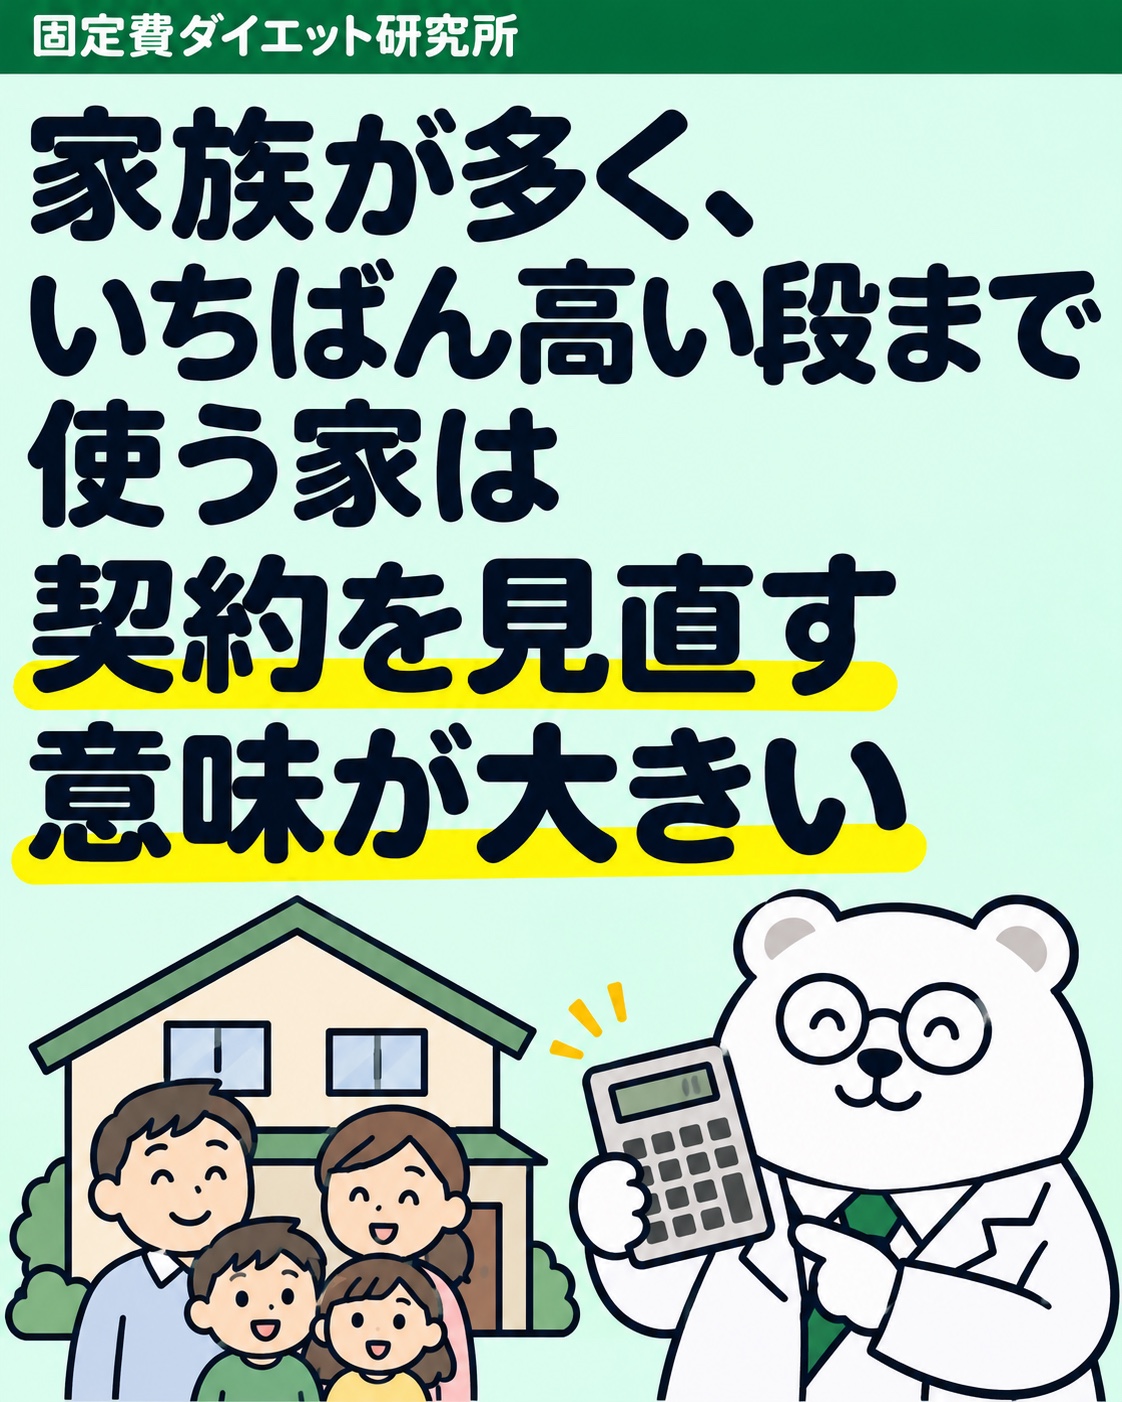 固定費ダイエット研究所
家族が多く、
いちばん高い段まで
使う家は
契約を見直す
意味が大きい